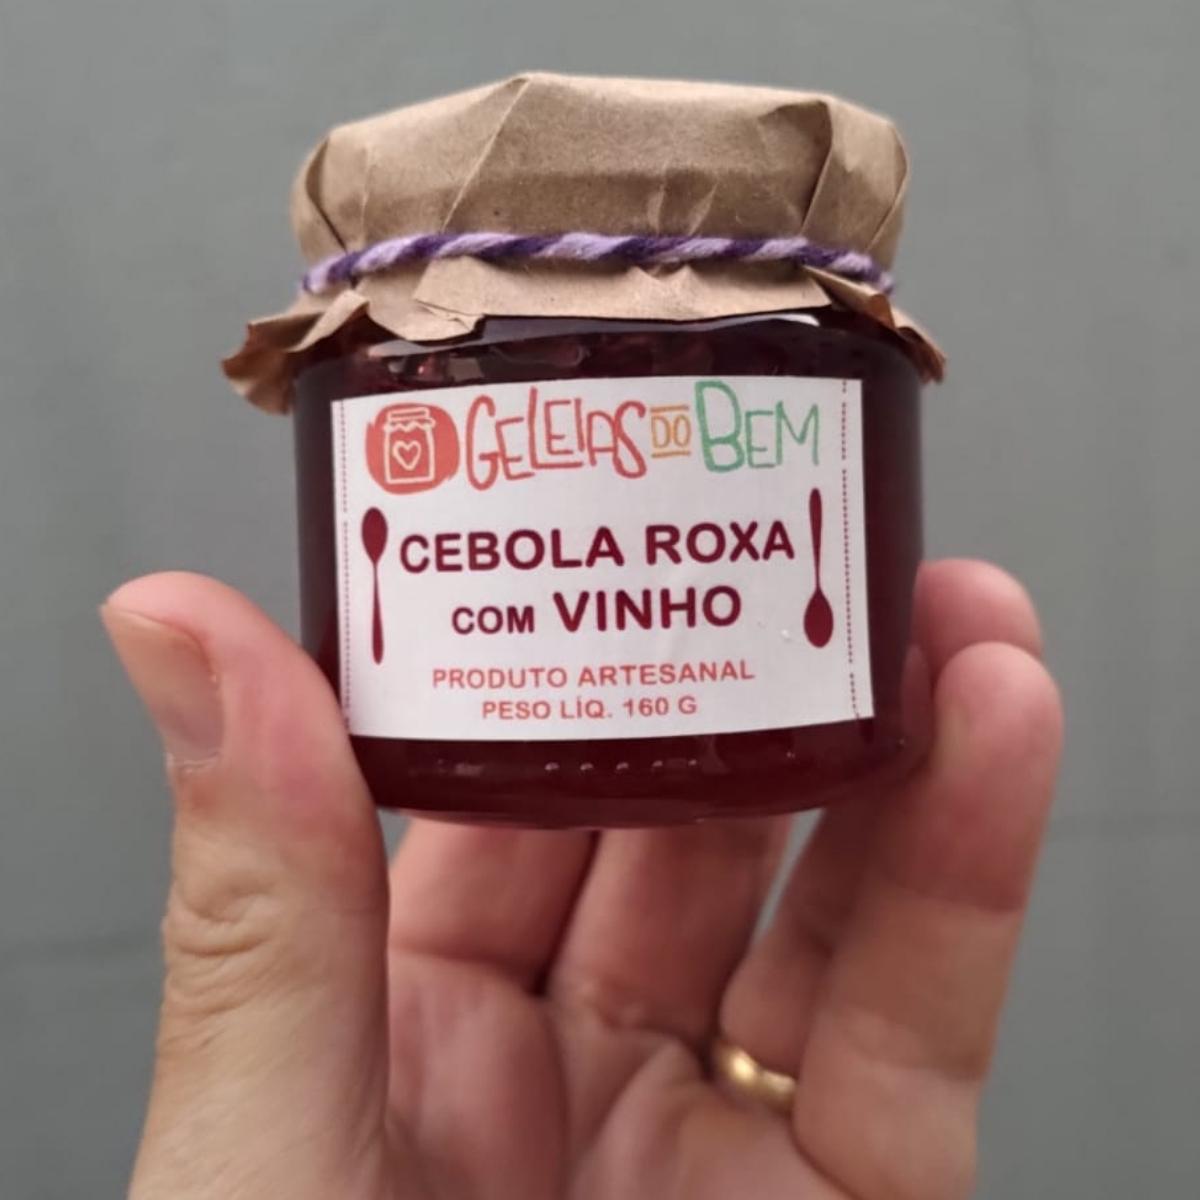 GELEIAS DO BEM
CEBOLA ROXA
COM VINHO
PRODUTO ARTESANAL
PESO LÍQ. 160 G